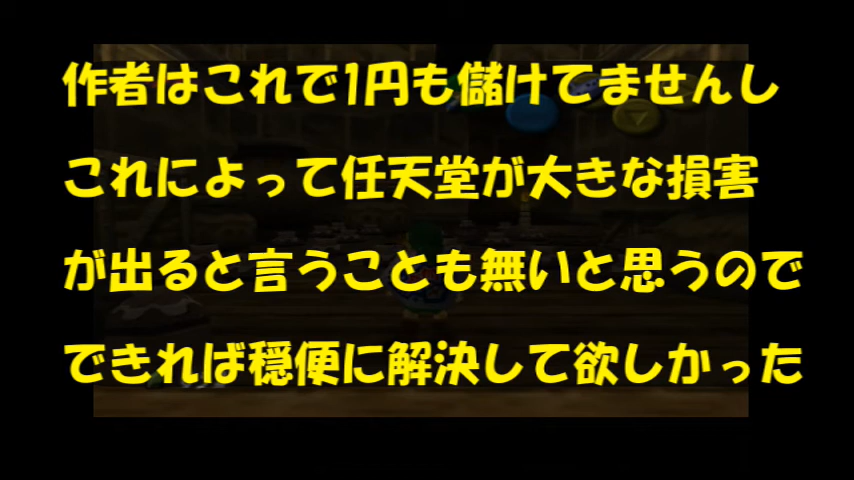 作者はこれで1円も儲けてませんし
これによって任天堂が大きな損害
が出ると言うことも無いと思うので
できれば穏便に解決して欲しかった